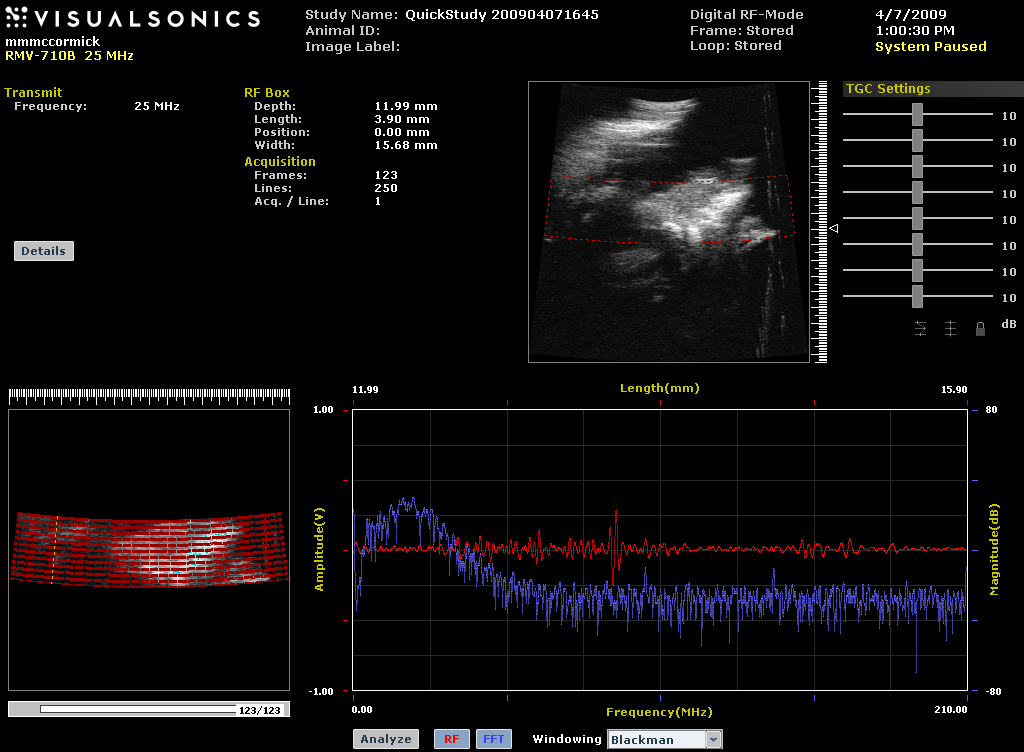 VISUALSONICS
mmmccormick
RMV-710B 25 MHz
Study Name: QuickStudy 200904071645
Animal ID:
Image Label:
Digital RF-Mode
Frame: Stored
Loop: Stored
4/7/2009
1:00:30 PM
System Paused
Transmit
Frequency: 25 MHz
RF Box
Depth: 11.99 mm
Length: 3.90 mm
Position: 0.00 mm
Width: 15.68 mm
Acquisition
Frames: 123
Lines: 250
Acq. / Line: 1
Details
TGC Settings
10
10
10
10
10
10
10
10
dB
123/123
11.99 Length(mm) 15.90
1.00
Amplitude(V)
-1.00
80
Magnitude(dB)
-80
0.00 Frequency(MHz) 210.00
Analyze RF FFT Windowing Blackman